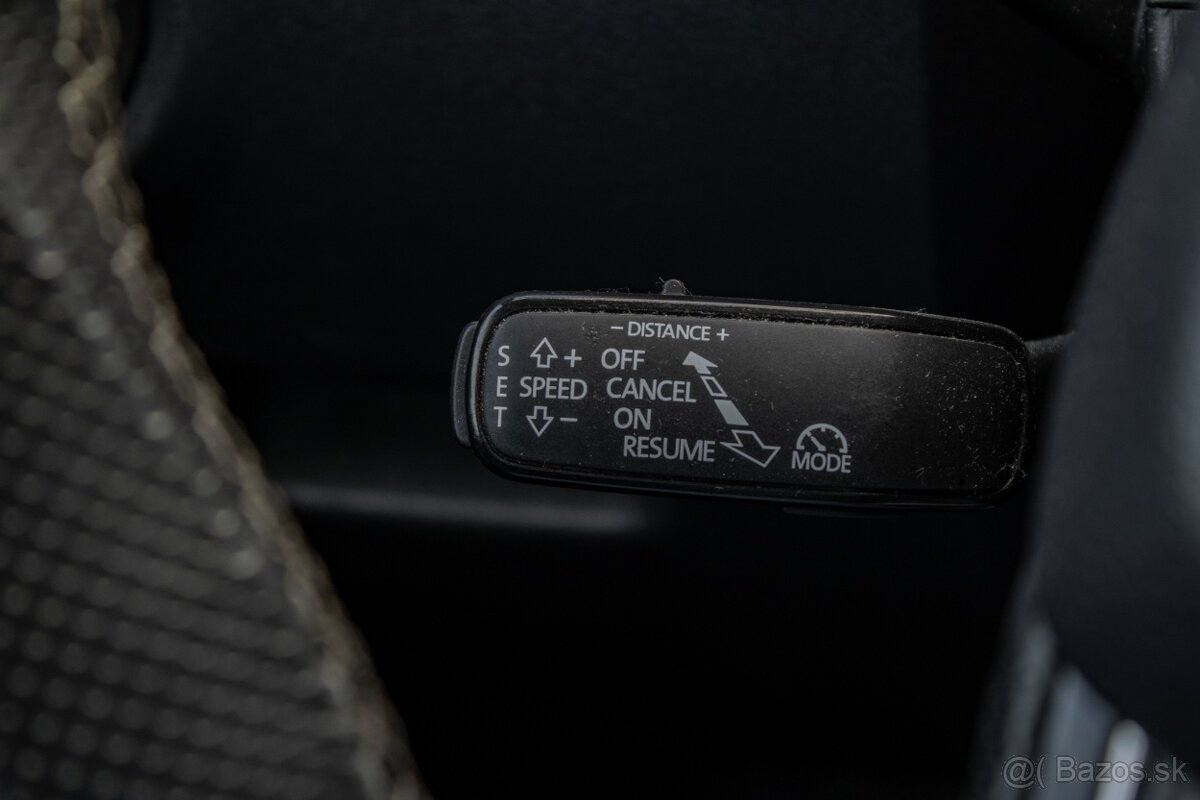 − DISTANCE +
S + OFF
E SPEED CANCEL
T − ON
RESUME MODE
@( Bazos.sk